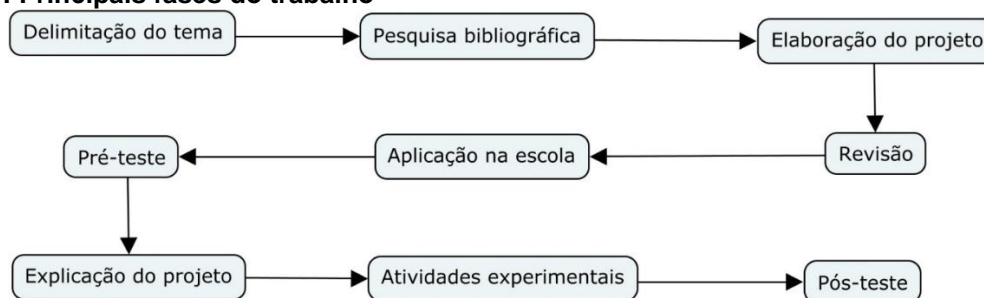 Principais fases do trabalho
Delimitação do tema
Pesquisa bibliográfica
Elaboração do projeto
Revisão
Aplicação na escola
Pré-teste
Explicação do projeto
Atividades experimentais
Pós-teste